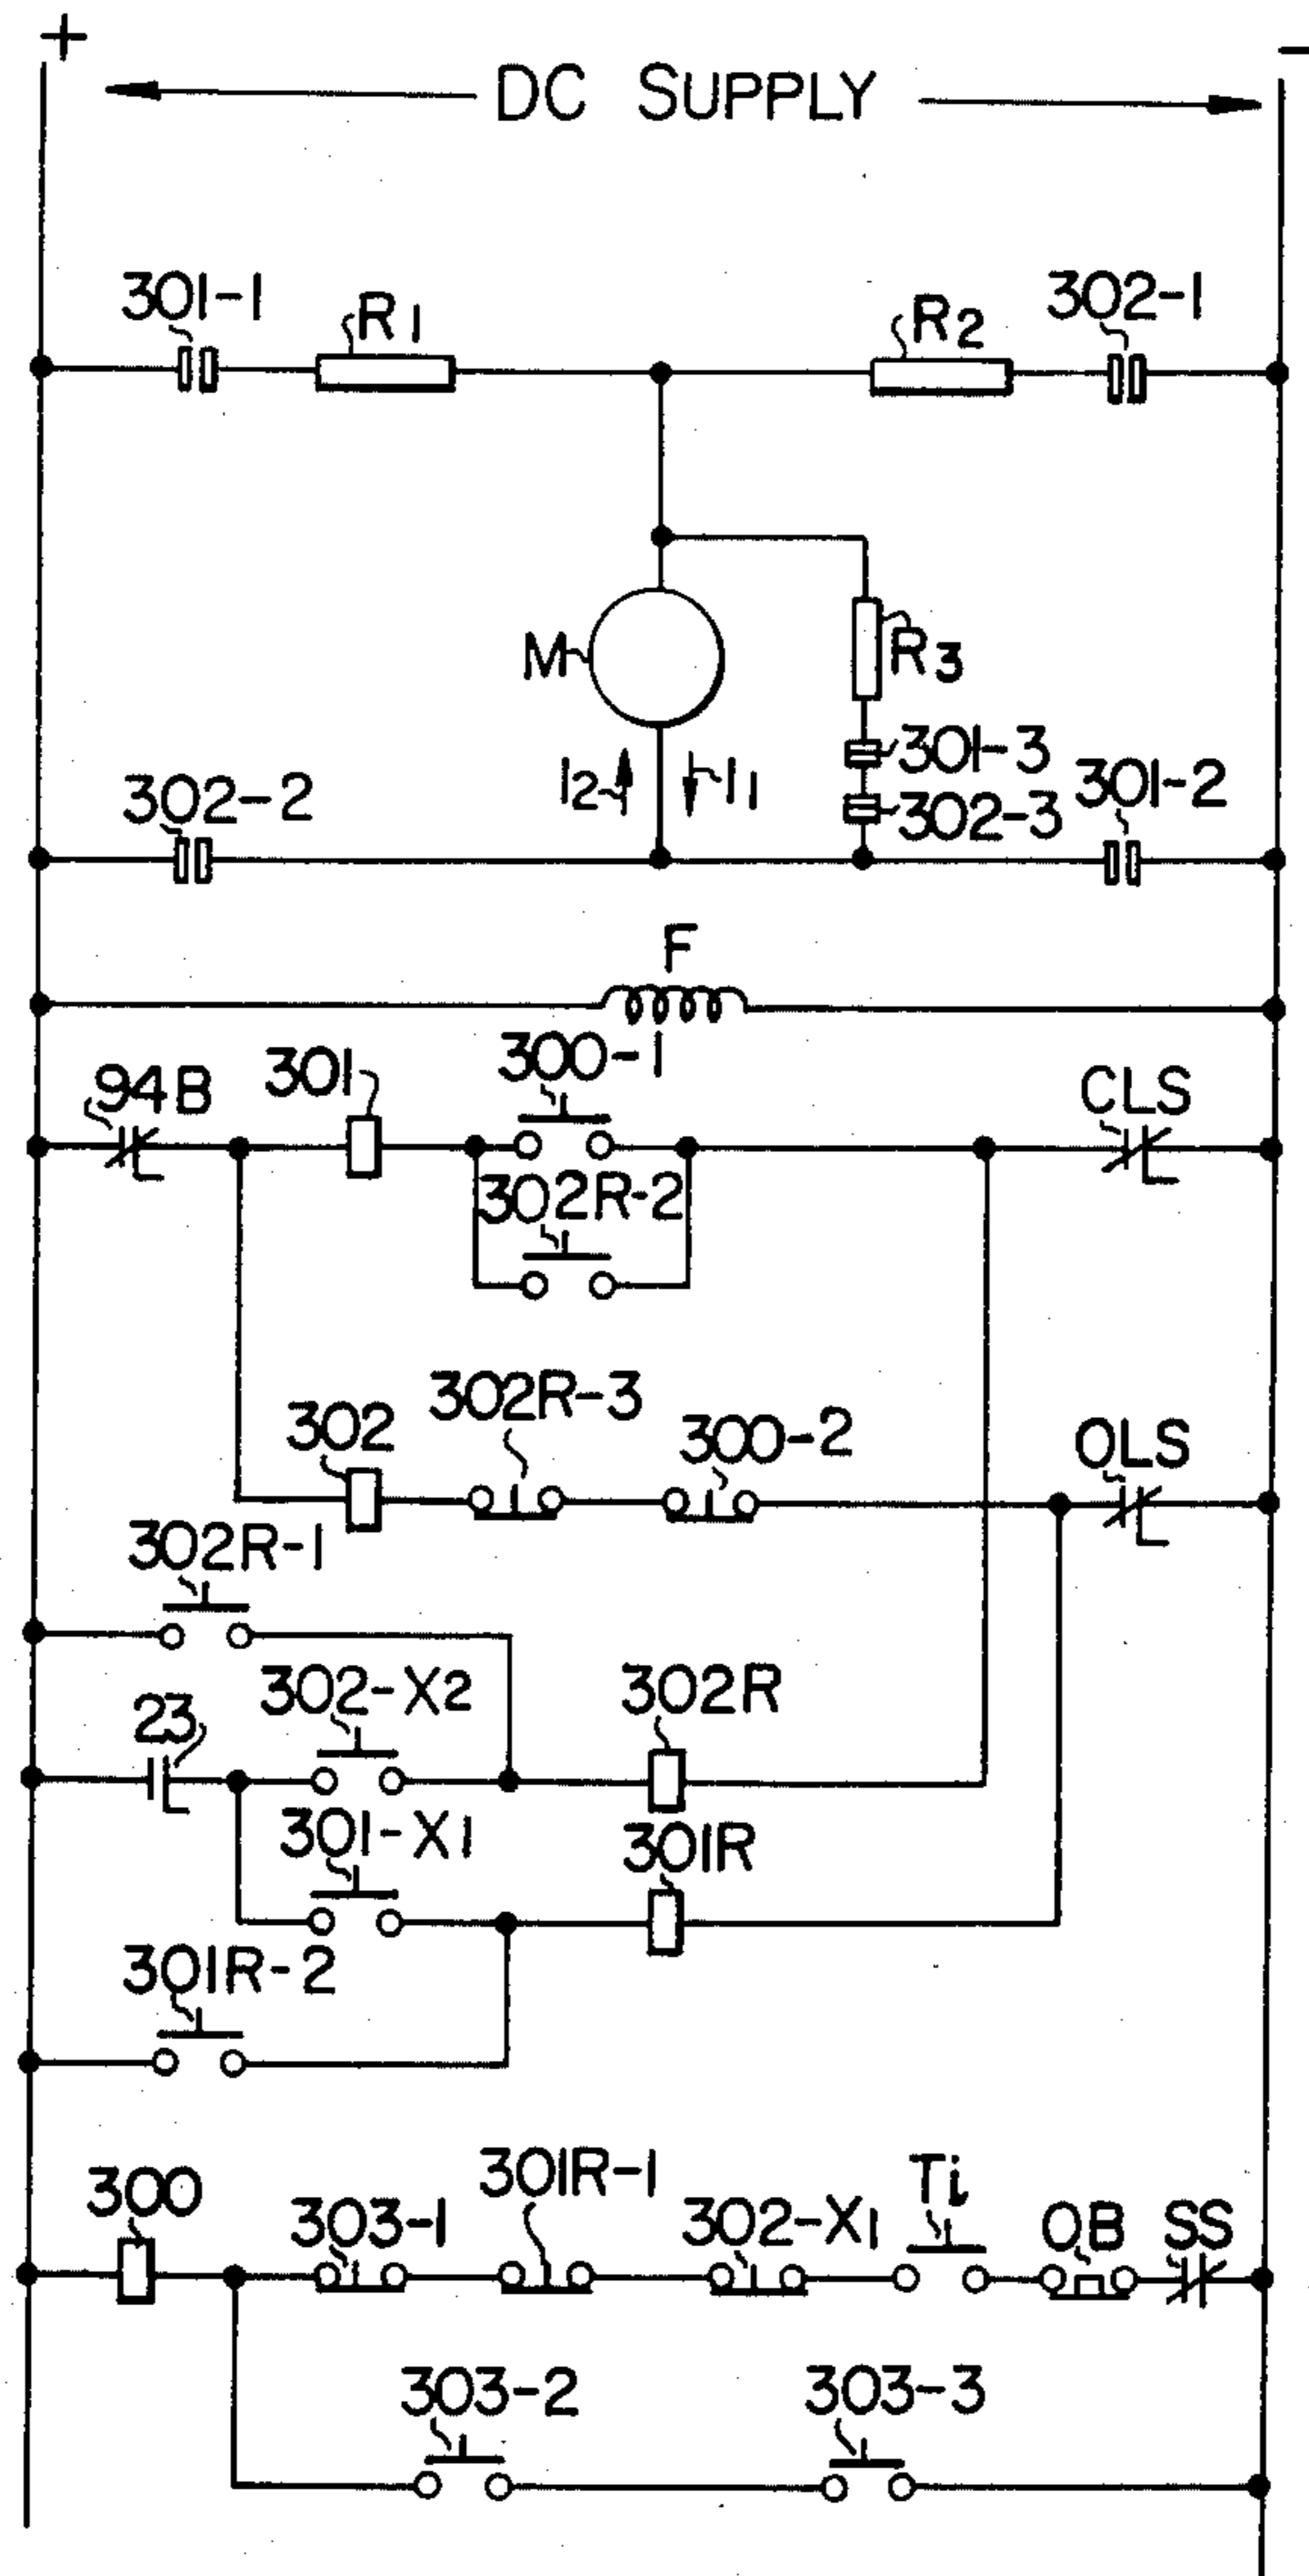 + -
DC SUPPLY
301-1 R1 R2 302-1
M R3
301-3
I2 I1
302-2 302-3 301-2
F
94B 301 300-1 CLS
302R-2
302 302R-3 300-2 OLS
302R-1
302-X2 302R
23
301-X1 301R
301R-2
300 303-1 301R-1 302-X1 Ti OB SS
303-2 303-3